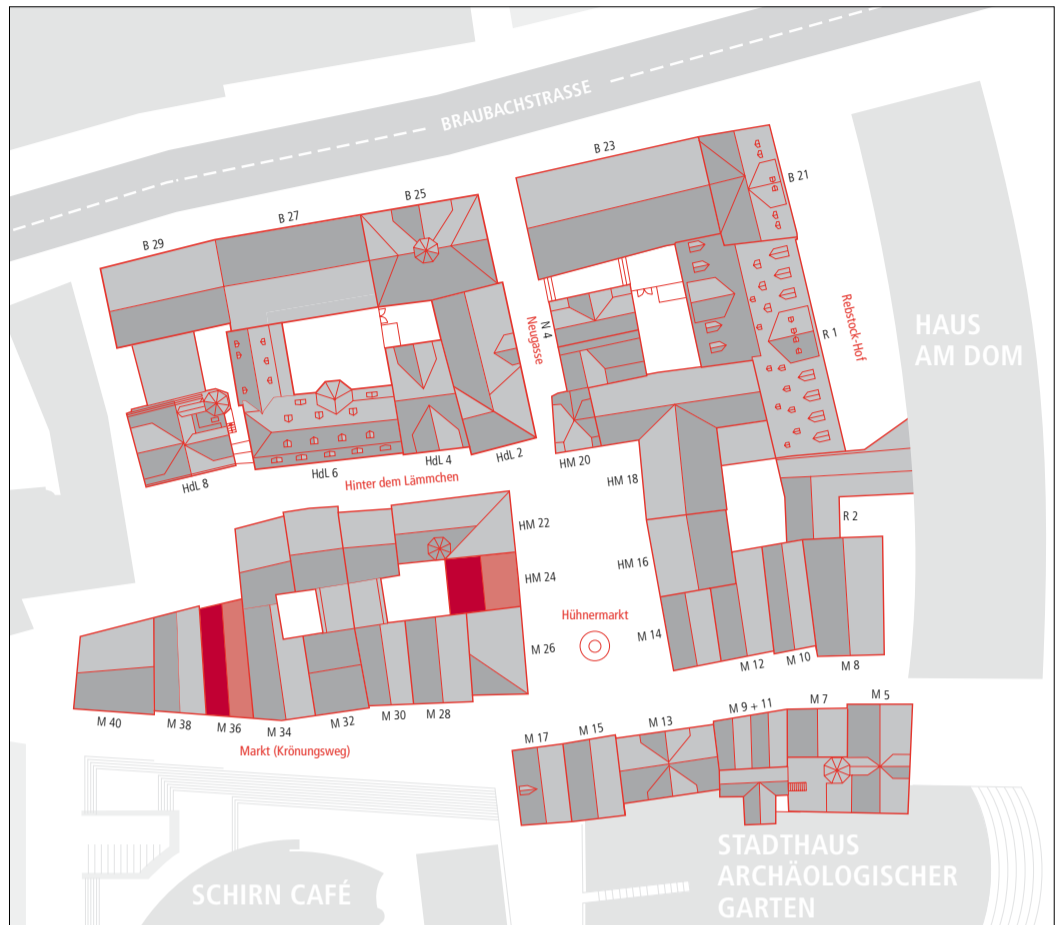 BRAUBACHSTRASSE
B 23
B 21
B 25
B 27
B 29
Neugasse
N 4
Rebstock-Hof
R 1
HAUS
AM DOM
HdL 8
HdL 6
HdL 4
HdL 2
Hinter dem Lämmchen
HM 20
HM 18
R 2
HM 22
HM 24
HM 16
Hühnermarkt
M 26
M 14
M 12
M 10
M 8
M 40
M 38
M 36
M 34
M 32
M 30
M 28
Markt (Krönungsweg)
M 17
M 15
M 13
M 9 + 11
M 7
M 5
SCHIRN CAFÉ
STADTHAUS
ARCHÄOLOGISCHER
GARTEN